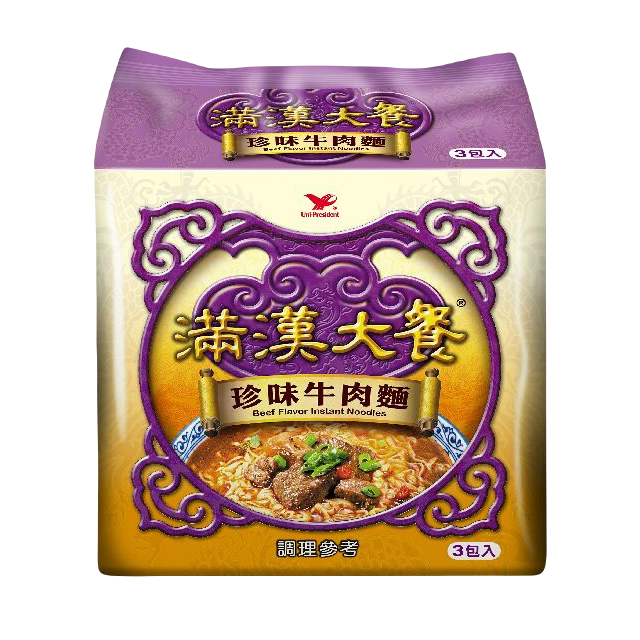 滿漢大餐
珍味牛肉麵
Beef Flavor Instant Noodles
3包入
Uni-President
滿漢大餐®
珍味牛肉麵
Beef Flavor Instant Noodles
調理參考
3包入